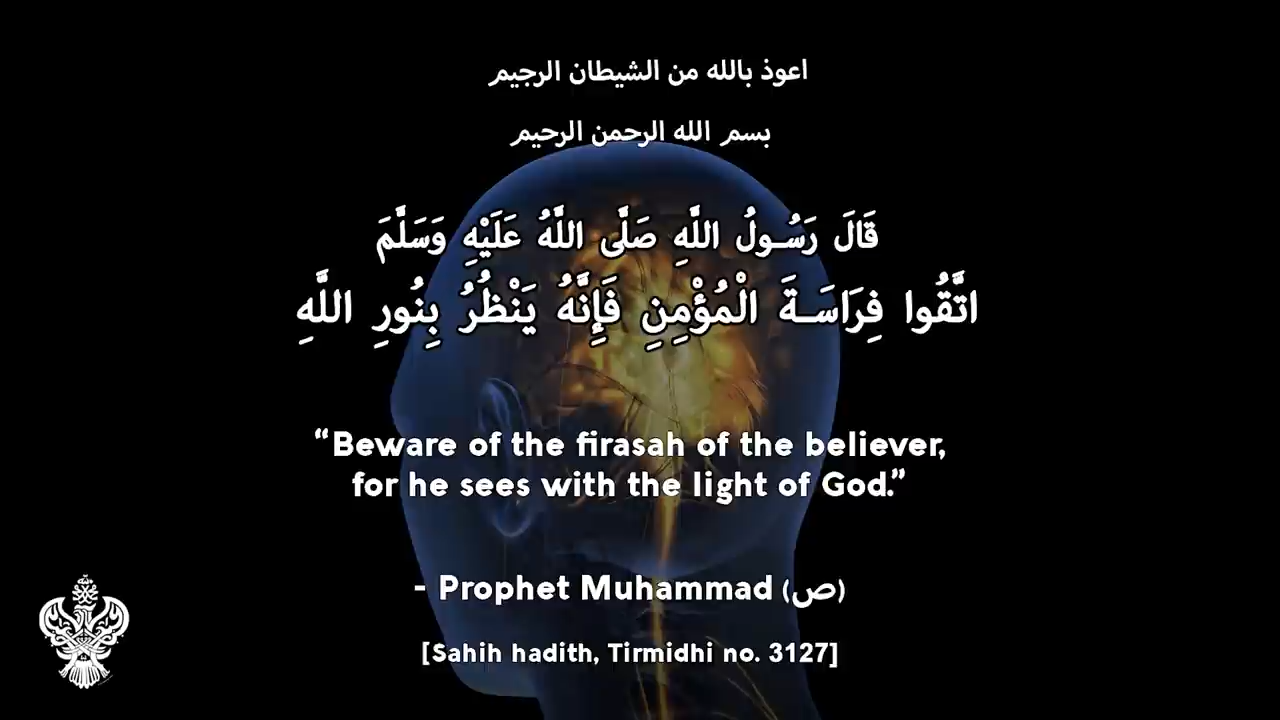 اعوذ بالله من الشيطان الرجيم
بسم الله الرحمن الرحيم
قَالَ رَسُولُ اللَّهِ صَلَّى اللَّهُ عَلَيْهِ وَسَلَّمَ
اتَّقُوا فِرَاسَةَ الْمُؤْمِنِ فَإِنَّهُ يَنْظُرُ بِنُورِ اللَّهِ
“Beware of the firasah of the believer,
for he sees with the light of God.”
- Prophet Muhammad (ص)
[Sahih hadith, Tirmidhi no. 3127]